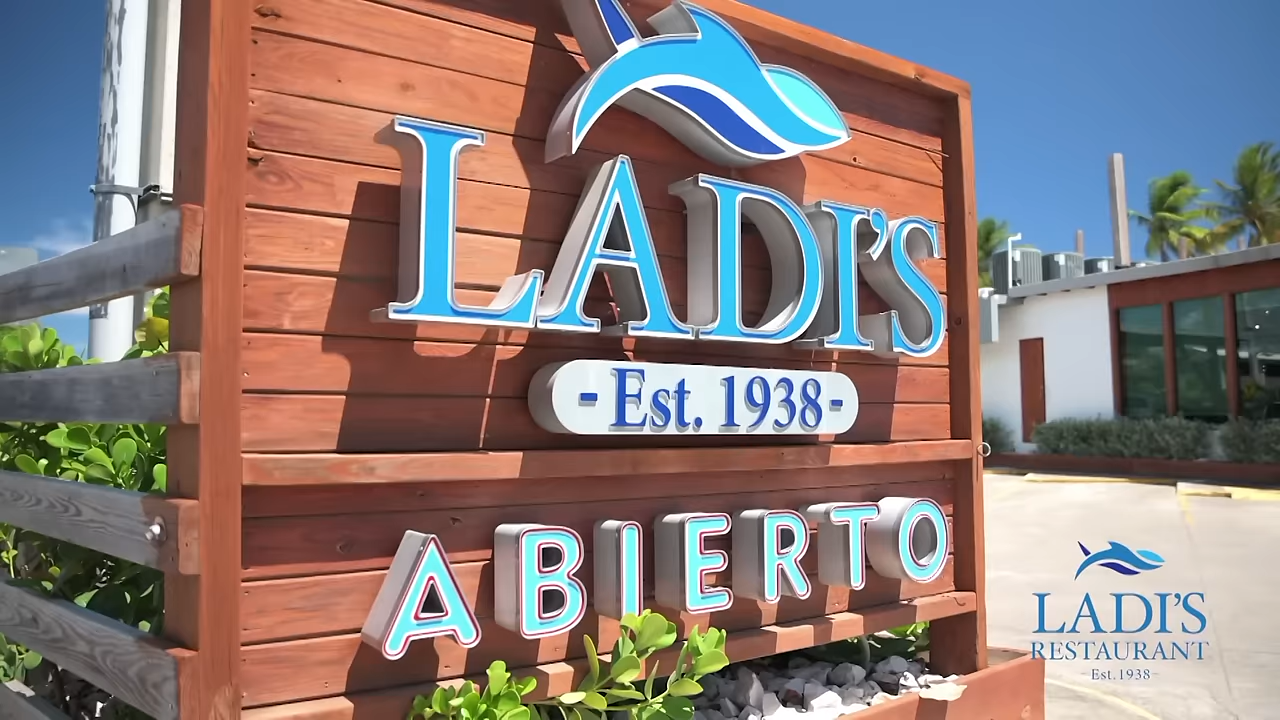 LADI'S
- Est. 1938 -
ABIERTO
LADI'S
RESTAURANT
Est. 1938